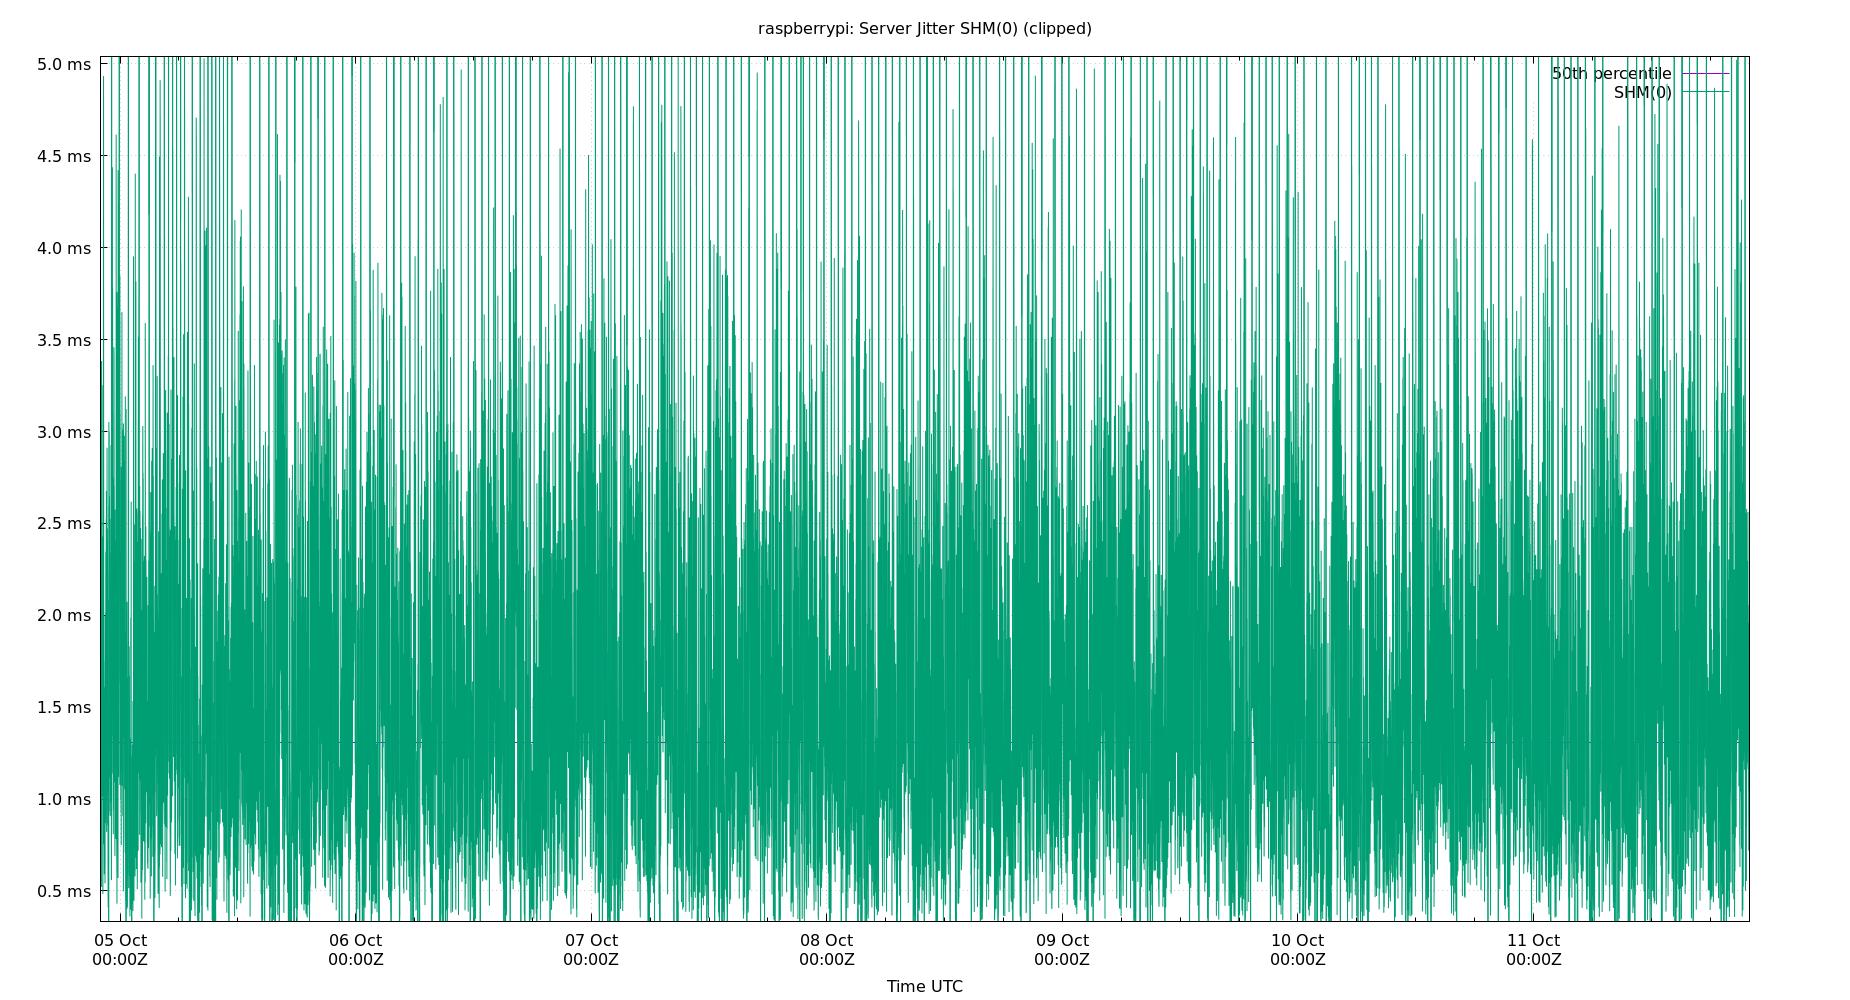 raspberrypi: Server Jitter SHM(0) (clipped)
5.0 ms
4.5 ms
4.0 ms
3.5 ms
3.0 ms
2.5 ms
2.0 ms
1.5 ms
1.0 ms
0.5 ms
50th percentile
SHM(0)
05 Oct 06 Oct 07 Oct 08 Oct 09 Oct 10 Oct 11 Oct
00:00Z 00:00Z 00:00Z 00:00Z 00:00Z 00:00Z 00:00Z
Time UTC